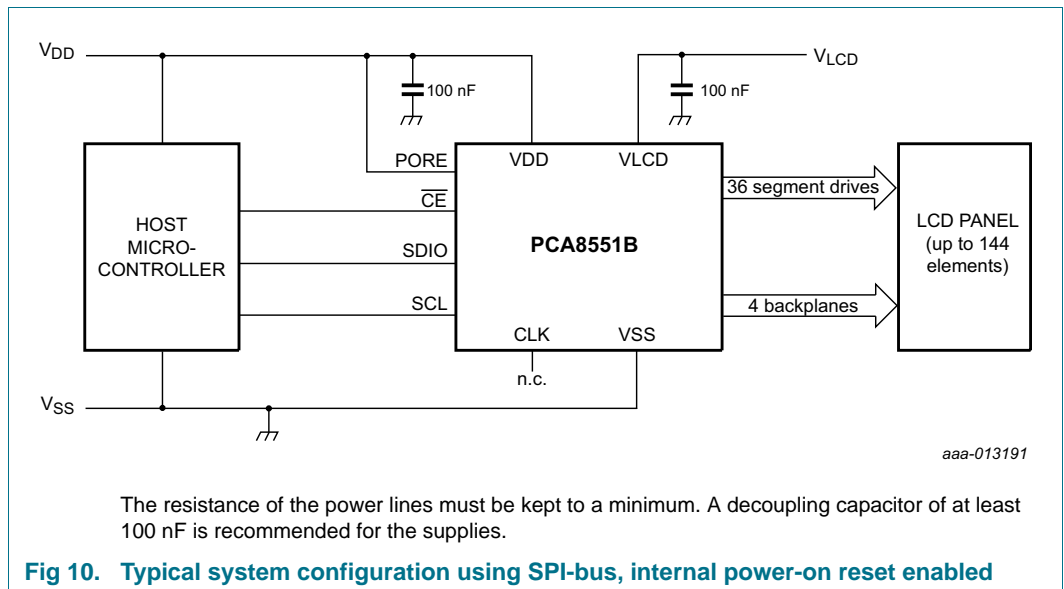 VDD
VLCD
100 nF
100 nF
PORE
VDD
VLCD
CE
36 segment drives
HOST
MICRO-
CONTROLLER
SDIO
PCA8551B
LCD PANEL
(up to 144
elements)
SCL
4 backplanes
CLK
VSS
n.c.
VSS
aaa-013191
The resistance of the power lines must be kept to a minimum. A decoupling capacitor of at least
100 nF is recommended for the supplies.
Fig 10. Typical system configuration using SPI-bus, internal power-on reset enabled